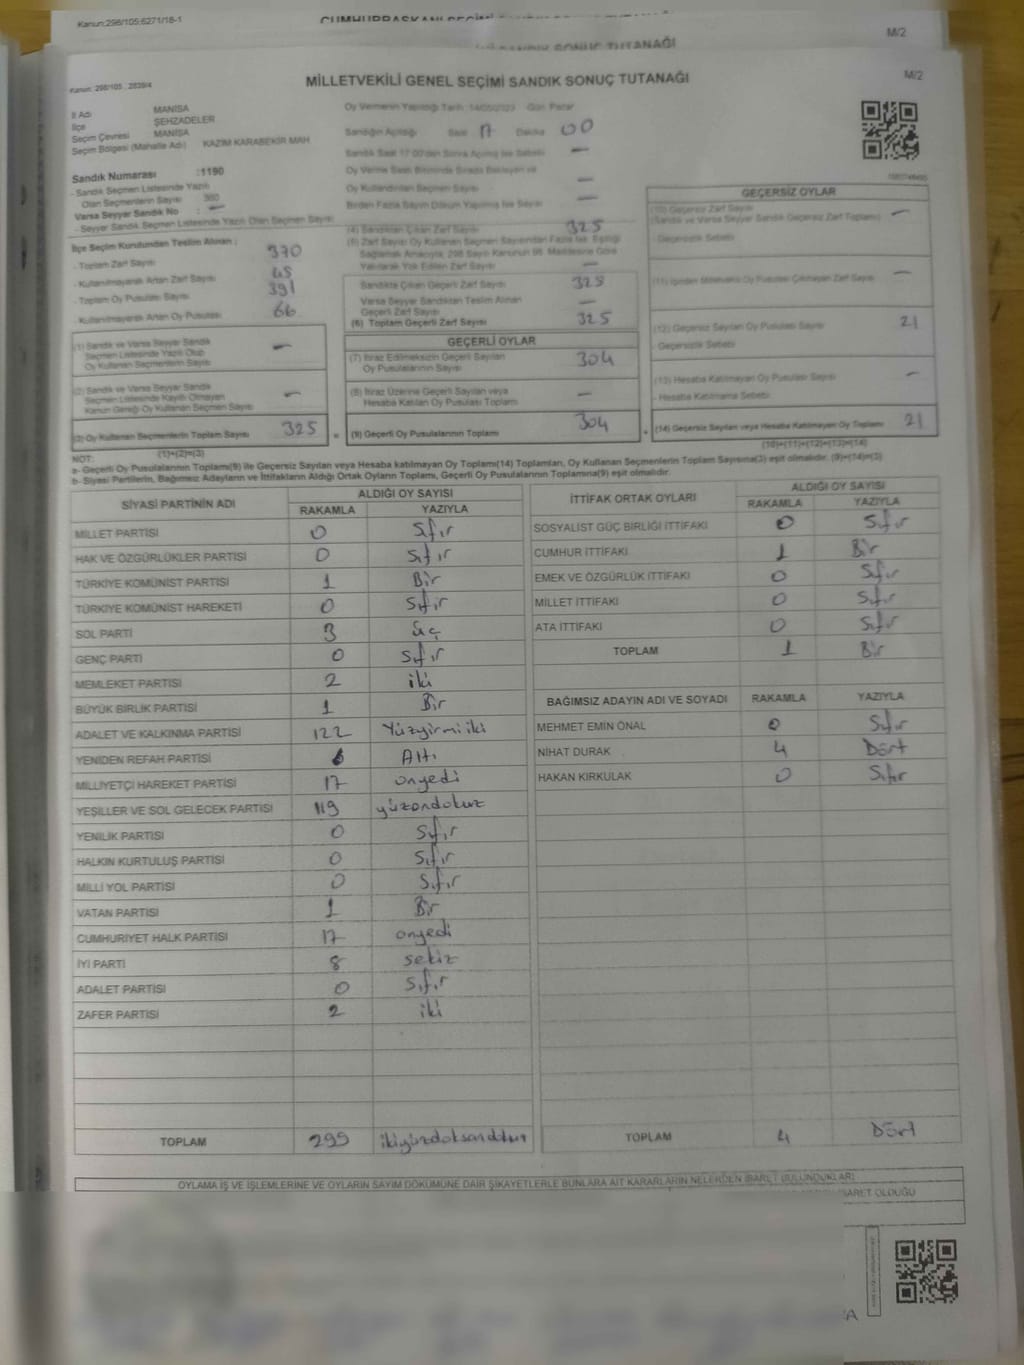 Kanun:298/105;6271/18-1
CUMHURBAŞKANI SEÇİMİ SANDIK SONUÇ TUTANAĞI
SANDIK SONUÇ TUTANAĞI
M/2
Kanun: 298/105 , 2839/4
MİLLETVEKİLİ GENEL SEÇİMİ SANDIK SONUÇ TUTANAĞI
M/2
İl Adı MANİSA
İlçe ŞEHZADELER
Seçim Çevresi MANİSA
Seçim Bölgesi (Mahalle Adı) KAZIM KARABEKİR MAH
Sandık Numarası :1190
- Sandık Seçmen Listesinde Yazılı
Olan Seçmenlerin Sayısı 360
Varsa Seyyar Sandık No : —
- Seyyar Sandık Seçmen Listesinde Yazılı Olan Seçmen Sayısı
Oy Vermenin Yapıldığı Tarih :14/05/2023 Gün Pazar
Sandığın Açıldığı Saat 17 Dakika 00
Sandık Saat 17:00'den Sonra Açılmış İse Sebebi —
Oy Verme Saati Bitiminde Sırada Bekleyen ve
Oy Kullandırılan Seçmen Sayısı —
Birden Fazla Sayım Döküm Yapılmış İse Sayısı —
İlçe Seçim Kurulundan Teslim Alınan ;
- Toplam Zarf Sayısı 370
- Kullanılmayarak Artan Zarf Sayısı 45
- Toplam Oy Pusulası Sayısı 391
- Kullanılmayarak Artan Oy Pusulası 66
(1) Sandık ve Varsa Seyyar Sandık
Seçmen Listesinde Yazılı Olup
Oy Kullanan Seçmenlerin Sayısı —
(2) Sandık ve Varsa Seyyar Sandık
Seçmen Listesinde Kayıtlı Olmayan
Kanun Gereği Oy Kullanan Seçmen Sayısı —
(3) Oy Kullanan Seçmenlerin Toplam Sayısı 325
(1)+(2)=(3)
(4) Sandıktan Çıkan Zarf Sayısı 325
(5) Zarf Sayısı Oy Kullanan Seçmen Sayısından Fazla İse, Eşitliği
Sağlamak Amacıyla, 298 Sayılı Kanunun 98. Maddesine Göre
Yakılarak Yok Edilen Zarf Sayısı —
Sandıkta Çıkan Geçerli Zarf Sayısı 325
Varsa Seyyar Sandıktan Teslim Alınan
Geçerli Zarf Sayısı —
(6) Toplam Geçerli Zarf Sayısı 325
GEÇERLİ OYLAR
(7) İtiraz Edilmeksizin Geçerli Sayılan
Oy Pusulalarının Sayısı 304
(8) İtiraz Üzerine Geçerli Sayılan veya
Hesaba Katılan Oy Pusulası Toplamı —
= (9) Geçerli Oy Pusulalarının Toplamı 304
GEÇERSİZ OYLAR
(10) Geçersiz Zarf Sayısı
(Sandık ve Varsa Seyyar Sandık Geçersiz Zarf Toplamı) —
- Geçersizlik Sebebi
(11) İçinden Milletvekili Oy Pusulası Çıkmayan Zarf Sayısı —
(12) Geçersiz Sayılan Oy Pusulası Sayısı 21
- Geçersizlik Sebebi
(13) Hesaba Katılmayan Oy Pusulası Sayısı —
- Hesaba Katılmama Sebebi
+ (14) Geçersiz Sayılan veya Hesaba Katılmayan Oy Toplamı 21
(10)+(11)+(12)+(13)=(14)
NOT:
a- Geçerli Oy Pusulalarının Toplamı(9) ile Geçersiz Sayılan veya Hesaba katılmayan Oy Toplamı(14) Toplamları, Oy Kullanan Seçmenlerin Toplam Sayısına(3) eşit olmalıdır. (9)+(14)=(3)
b- Siyasi Partilerin, Bağımsız Adayların ve İttifakların Aldığı Ortak Oyların Toplamı, Geçerli Oy Pusulalarının Toplamına(9) eşit olmalıdır.
SİYASİ PARTİNİN ADI ALDIĞI OY SAYISI
RAKAMLA YAZIYLA
MİLLET PARTİSİ 0 Sıfır
HAK VE ÖZGÜRLÜKLER PARTİSİ 0 Sıfır
TÜRKİYE KOMÜNİST PARTİSİ 1 Bir
TÜRKİYE KOMÜNİST HAREKETİ 0 Sıfır
SOL PARTİ 3 üç
GENÇ PARTİ 0 Sıfır
MEMLEKET PARTİSİ 2 iki
BÜYÜK BİRLİK PARTİSİ 1 Bir
ADALET VE KALKINMA PARTİSİ 122 Yüzyirmiiki
YENİDEN REFAH PARTİSİ 6 Altı
MİLLİYETÇİ HAREKET PARTİSİ 17 onyedi
YEŞİLLER VE SOL GELECEK PARTİSİ 119 yüzondokuz
YENİLİK PARTİSİ 0 Sıfır
HALKIN KURTULUŞ PARTİSİ 0 Sıfır
MİLLİ YOL PARTİSİ 0 Sıfır
VATAN PARTİSİ 1 Bir
CUMHURİYET HALK PARTİSİ 17 onyedi
İYİ PARTİ 8 sekiz
ADALET PARTİSİ 0 Sıfır
ZAFER PARTİSİ 2 iki
TOPLAM 299 ikiyüzdoksandokuz
İTTİFAK ORTAK OYLARI ALDIĞI OY SAYISI
RAKAMLA YAZIYLA
SOSYALİST GÜÇ BİRLİĞİ İTTİFAKI 0 Sıfır
CUMHUR İTTİFAKI 1 Bir
EMEK VE ÖZGÜRLÜK İTTİFAKI 0 Sıfır
MİLLET İTTİFAKI 0 Sıfır
ATA İTTİFAKI 0 Sıfır
TOPLAM 1 Bir
BAĞIMSIZ ADAYIN ADI VE SOYADI RAKAMLA YAZIYLA
MEHMET EMİN ÖNAL 0 Sıfır
NİHAT DURAK 4 Dört
HAKAN KIRKULAK 0 Sıfır
TOPLAM 4 Dört
OYLAMA İŞ VE İŞLEMLERİNE VE OYLARIN SAYIM DÖKÜMÜNE DAİR ŞİKAYETLERLE BUNLARA AİT KARARLARIN NELERDEN İBARET BULUNDUKLARI
İBARET OLDUĞU